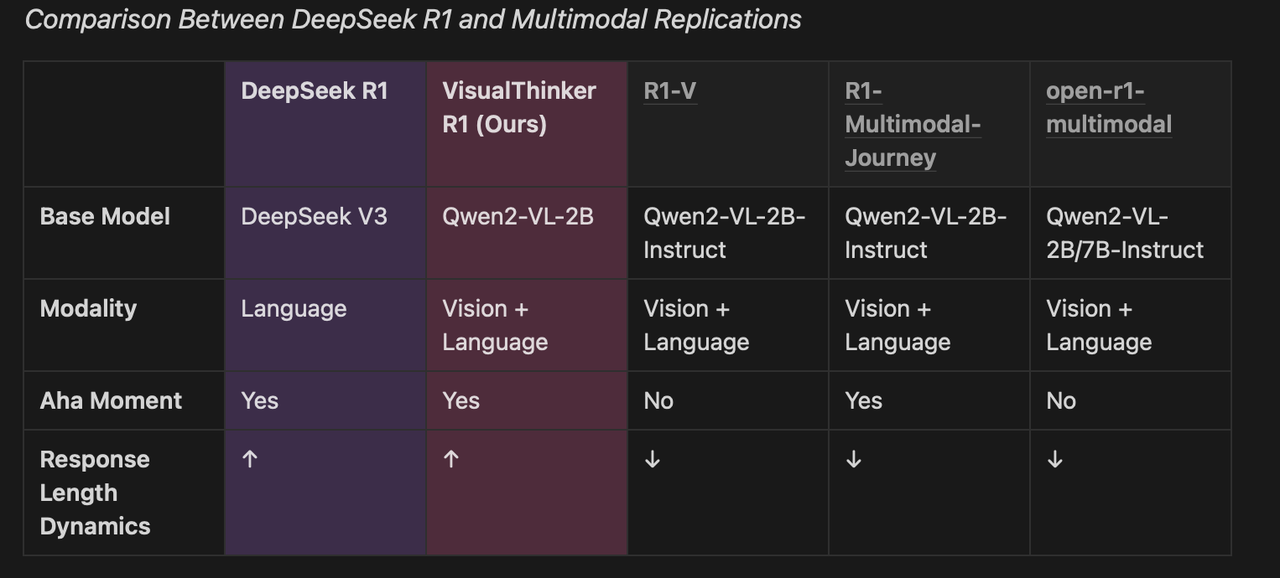 Comparison Between DeepSeek R1 and Multimodal Replications
DeepSeek R1
VisualThinker
R1 (Ours)
R1-V
R1-
Multimodal-
Journey
open-r1-
multimodal
Base Model
DeepSeek V3
Qwen2-VL-2B
Qwen2-VL-2B-
Instruct
Qwen2-VL-2B-
Instruct
Qwen2-VL-
2B/7B-Instruct
Modality
Language
Vision +
Language
Vision +
Language
Vision +
Language
Vision +
Language
Aha Moment
Yes
Yes
No
Yes
No
Response
Length
Dynamics
↑
↑
↓
↓
↓